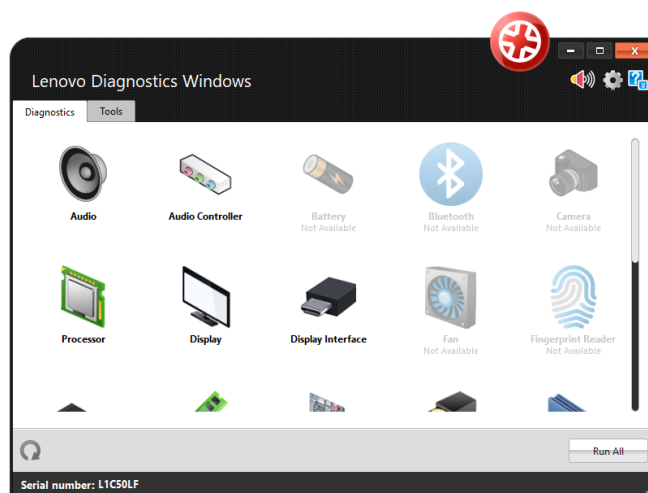 Lenovo Diagnostics Windows
Diagnostics Tools
Audio Audio Controller Battery Bluetooth Camera
Not Available Not Available Not Available
Processor Display Display Interface Fan Fingerprint Reader
Not Available Not Available
Run All
Serial number: L1C50LF